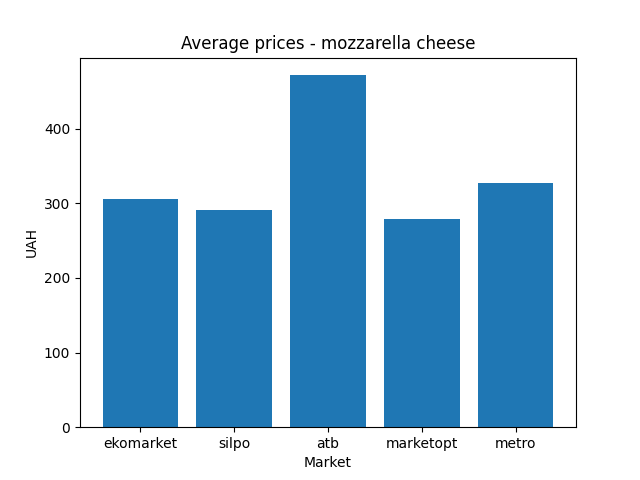 Average prices - mozzarella cheese
UAH
400
300
200
100
0
ekomarket silpo atb marketopt metro
Market